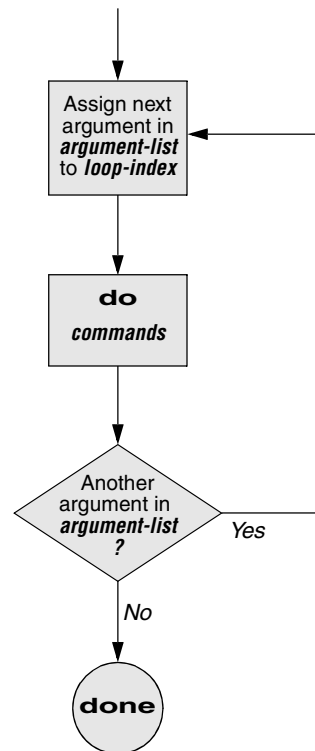 Assign next
argument in
argument-list
to loop-index
do
commands
Another
argument in
argument-list
?
Yes
No
done